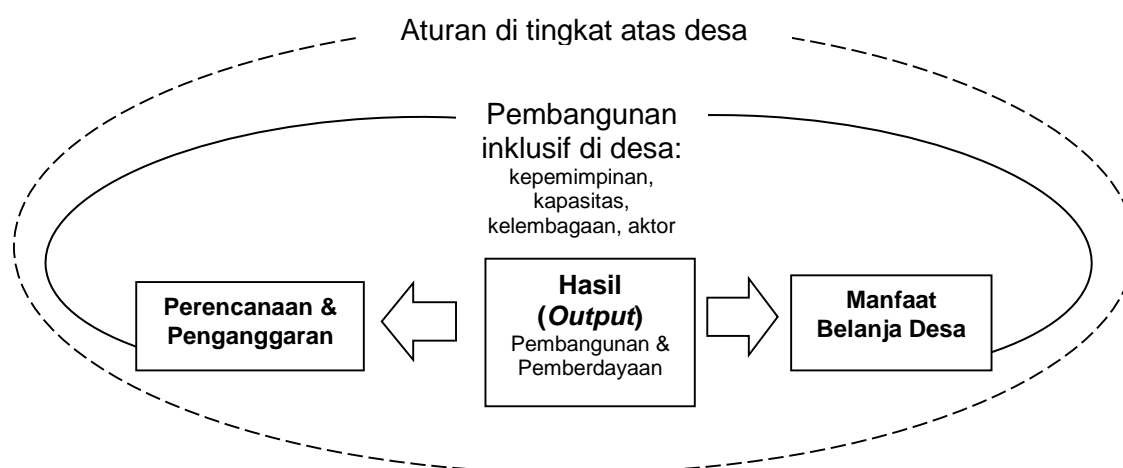 Aturan di tingkat atas desa
Pembangunan
inklusif di desa:
kepemimpinan,
kapasitas,
kelembagaan, aktor
Perencanaan &
Penganggaran
Hasil
(Output)
Pembangunan &
Pemberdayaan
Manfaat
Belanja Desa